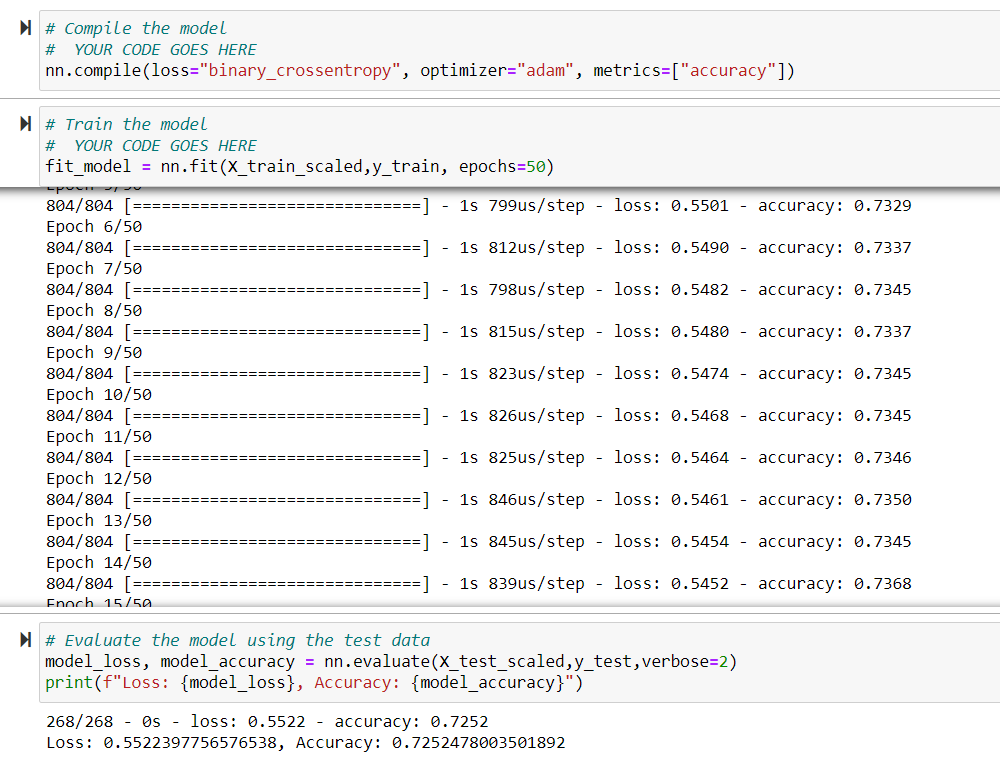 # Compile the model
#  YOUR CODE GOES HERE
nn.compile(loss="binary_crossentropy", optimizer="adam", metrics=["accuracy"])
# Train the model
#  YOUR CODE GOES HERE
fit_model = nn.fit(X_train_scaled,y_train, epochs=50)
Epoch 5/50
804/804 [==============================] - 1s 799us/step - loss: 0.5501 - accuracy: 0.7329
Epoch 6/50
804/804 [==============================] - 1s 812us/step - loss: 0.5490 - accuracy: 0.7337
Epoch 7/50
804/804 [==============================] - 1s 798us/step - loss: 0.5482 - accuracy: 0.7345
Epoch 8/50
804/804 [==============================] - 1s 815us/step - loss: 0.5480 - accuracy: 0.7337
Epoch 9/50
804/804 [==============================] - 1s 823us/step - loss: 0.5474 - accuracy: 0.7345
Epoch 10/50
804/804 [==============================] - 1s 826us/step - loss: 0.5468 - accuracy: 0.7345
Epoch 11/50
804/804 [==============================] - 1s 825us/step - loss: 0.5464 - accuracy: 0.7346
Epoch 12/50
804/804 [==============================] - 1s 846us/step - loss: 0.5461 - accuracy: 0.7350
Epoch 13/50
804/804 [==============================] - 1s 845us/step - loss: 0.5454 - accuracy: 0.7345
Epoch 14/50
804/804 [==============================] - 1s 839us/step - loss: 0.5452 - accuracy: 0.7368
Epoch 15/50
# Evaluate the model using the test data
model_loss, model_accuracy = nn.evaluate(X_test_scaled,y_test,verbose=2)
print(f"Loss: {model_loss}, Accuracy: {model_accuracy}")
268/268 - 0s - loss: 0.5522 - accuracy: 0.7252
Loss: 0.5522397756576538, Accuracy: 0.7252478003501892